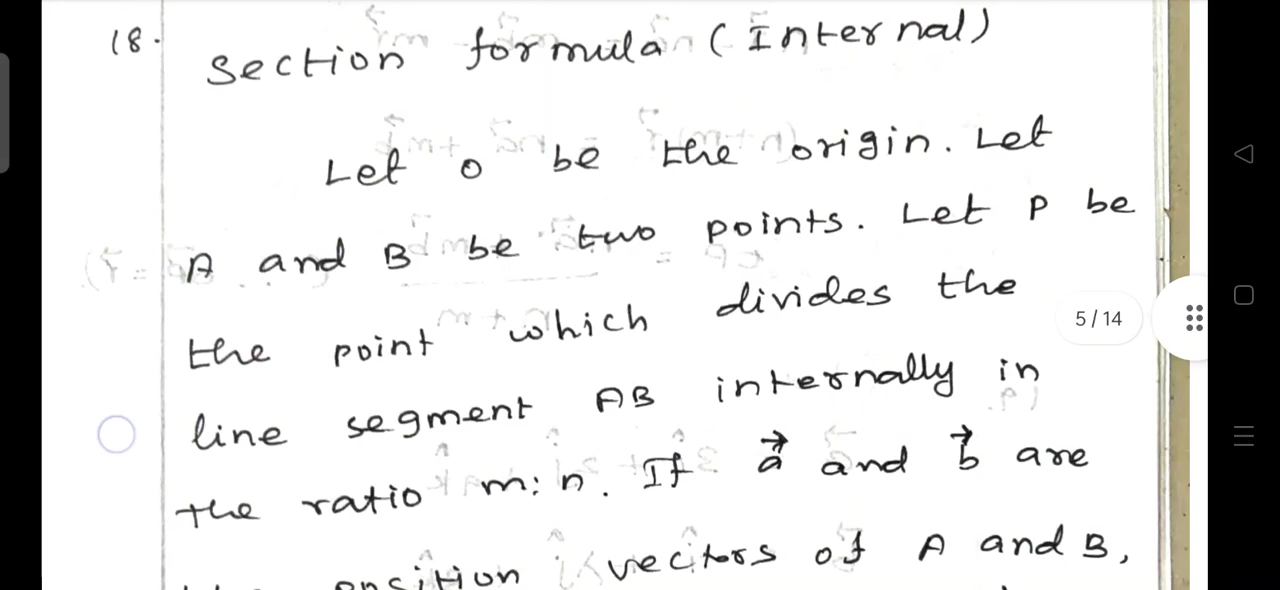 18. Section formula (Internal)
Let O be the origin. Let
A and B be two points. Let P be
the point which divides the
line segment AB internally in
the ratio m:n. If a⃗ and b⃗ are
position vectors of A and B,
5/14